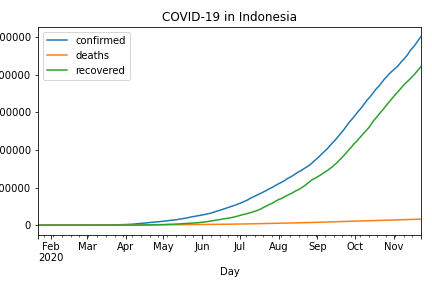 COVID-19 in Indonesia
confirmed
deaths
recovered
0
Feb Mar Apr May Jun Jul Aug Sep Oct Nov
2020
Day